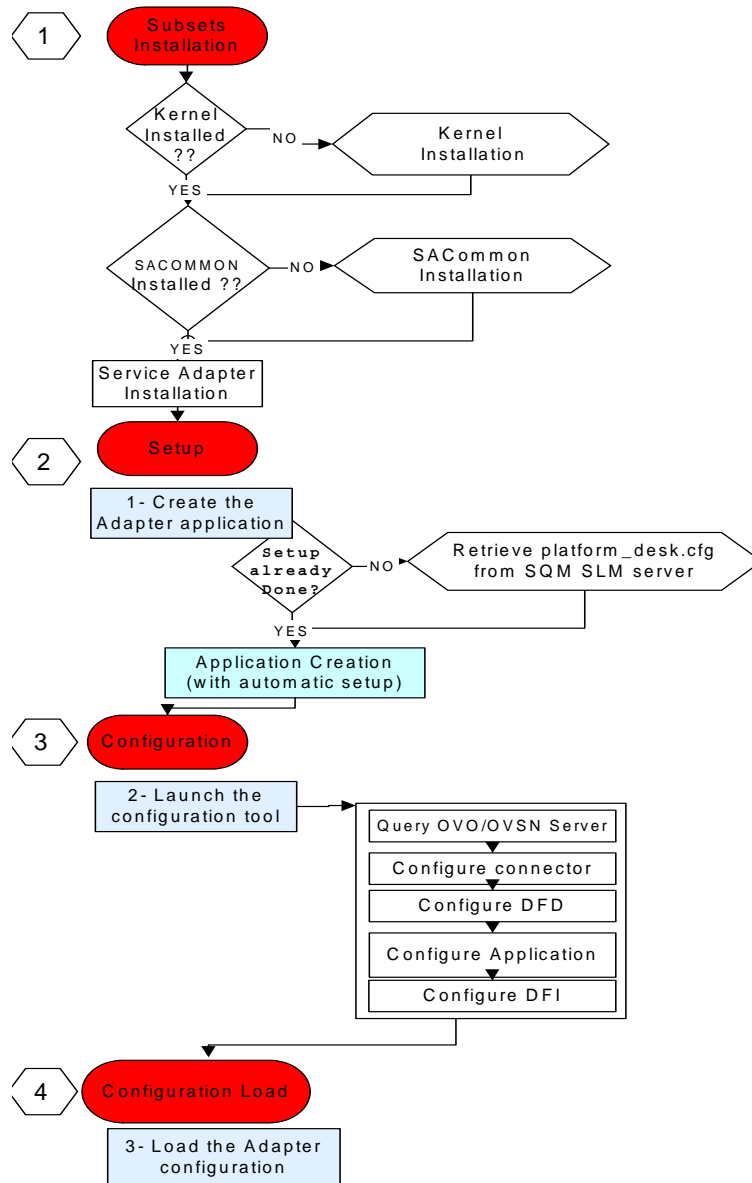 1
Subsets
Installation
Kernel
Installed
??
NO
Kernel
Installation
YES
SACOMMON
Installed ??
NO
SACommon
Installation
YES
Service Adapter
Installation
2
Setup
1- Create the
Adapter application
Setup
already
Done?
NO
Retrieve platform_desk.cfg
from SQM SLM server
YES
Application Creation
(with automatic setup)
3
Configuration
2- Launch the
configuration tool
Query OVO/OVSN Server
Configure connector
Configure DFD
Configure Application
Configure DFI
4
Configuration Load
3- Load the Adapter
configuration